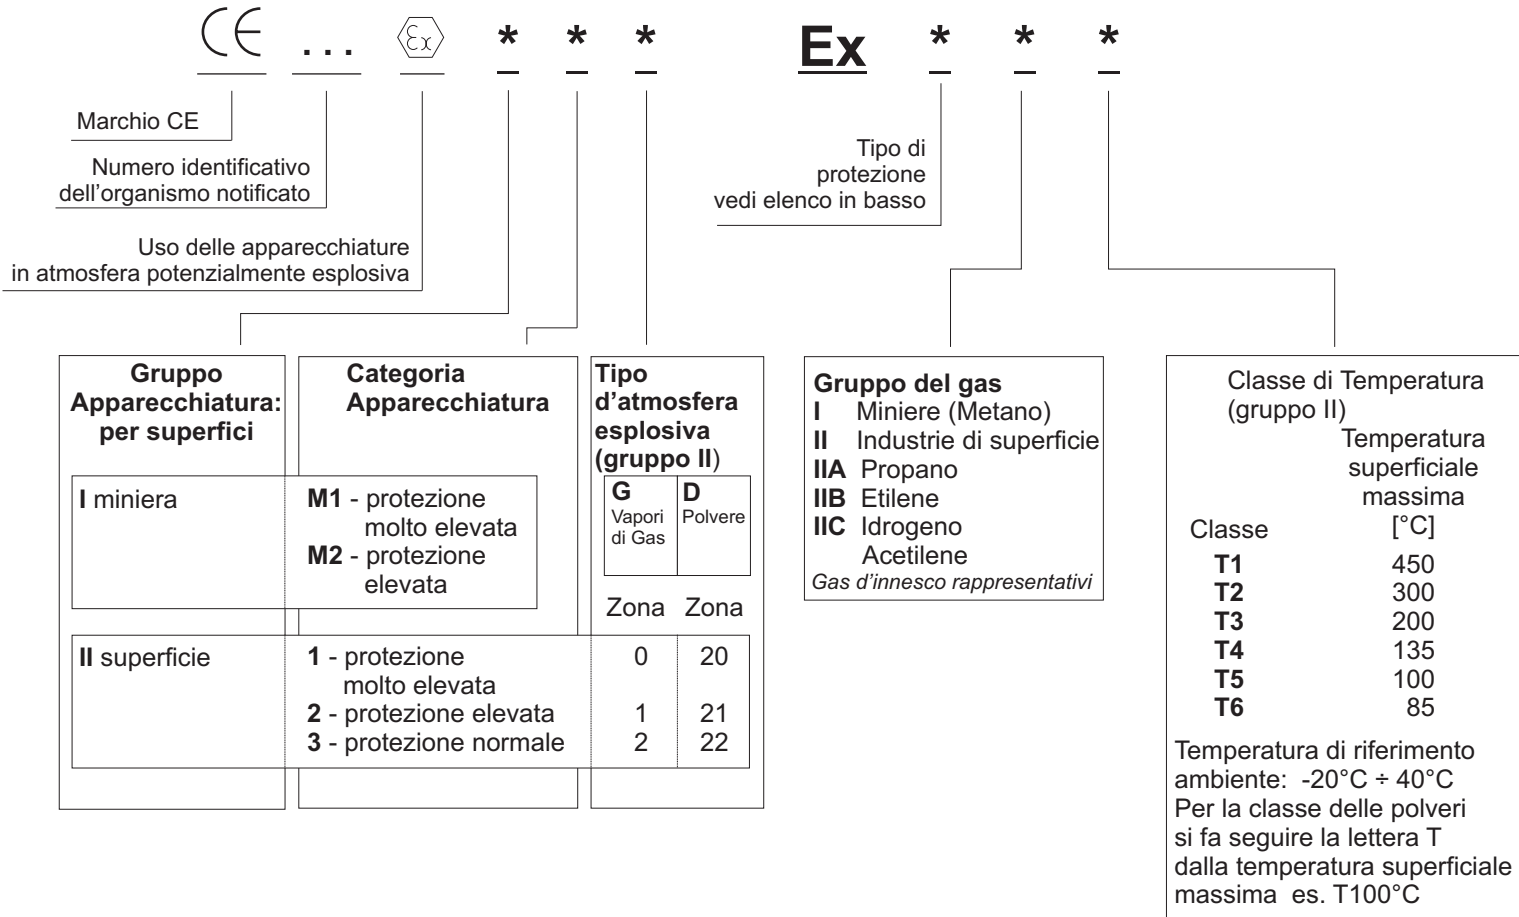 CE ... Ex * * * Ex * * *
Marchio CE
Numero identificativo
dell'organismo notificato
Uso delle apparecchiature
in atmosfera potenzialmente esplosiva
Tipo di
protezione
vedi elenco in basso
Gruppo
Apparecchiatura:
per superfici
Categoria
Apparecchiatura
Tipo
d'atmosfera
esplosiva
(gruppo II)
I miniera
M1 - protezione
molto elevata
M2 - protezione
elevata
G
Vapori
di Gas
D
Polvere
Zona Zona
II superficie
1 - protezione 0 20
molto elevata
2 - protezione elevata 1 21
3 - protezione normale 2 22
Gruppo del gas
I Miniere (Metano)
II Industrie di superficie
IIA Propano
IIB Etilene
IIC Idrogeno
Acetilene
Gas d'innesco rappresentativi
Classe di Temperatura
(gruppo II)
Temperatura
superficiale
massima
Classe [°C]
T1 450
T2 300
T3 200
T4 135
T5 100
T6 85
Temperatura di riferimento
ambiente: -20°C ÷ 40°C
Per la classe delle polveri
si fa seguire la lettera T
dalla temperatura superficiale
massima es. T100°C